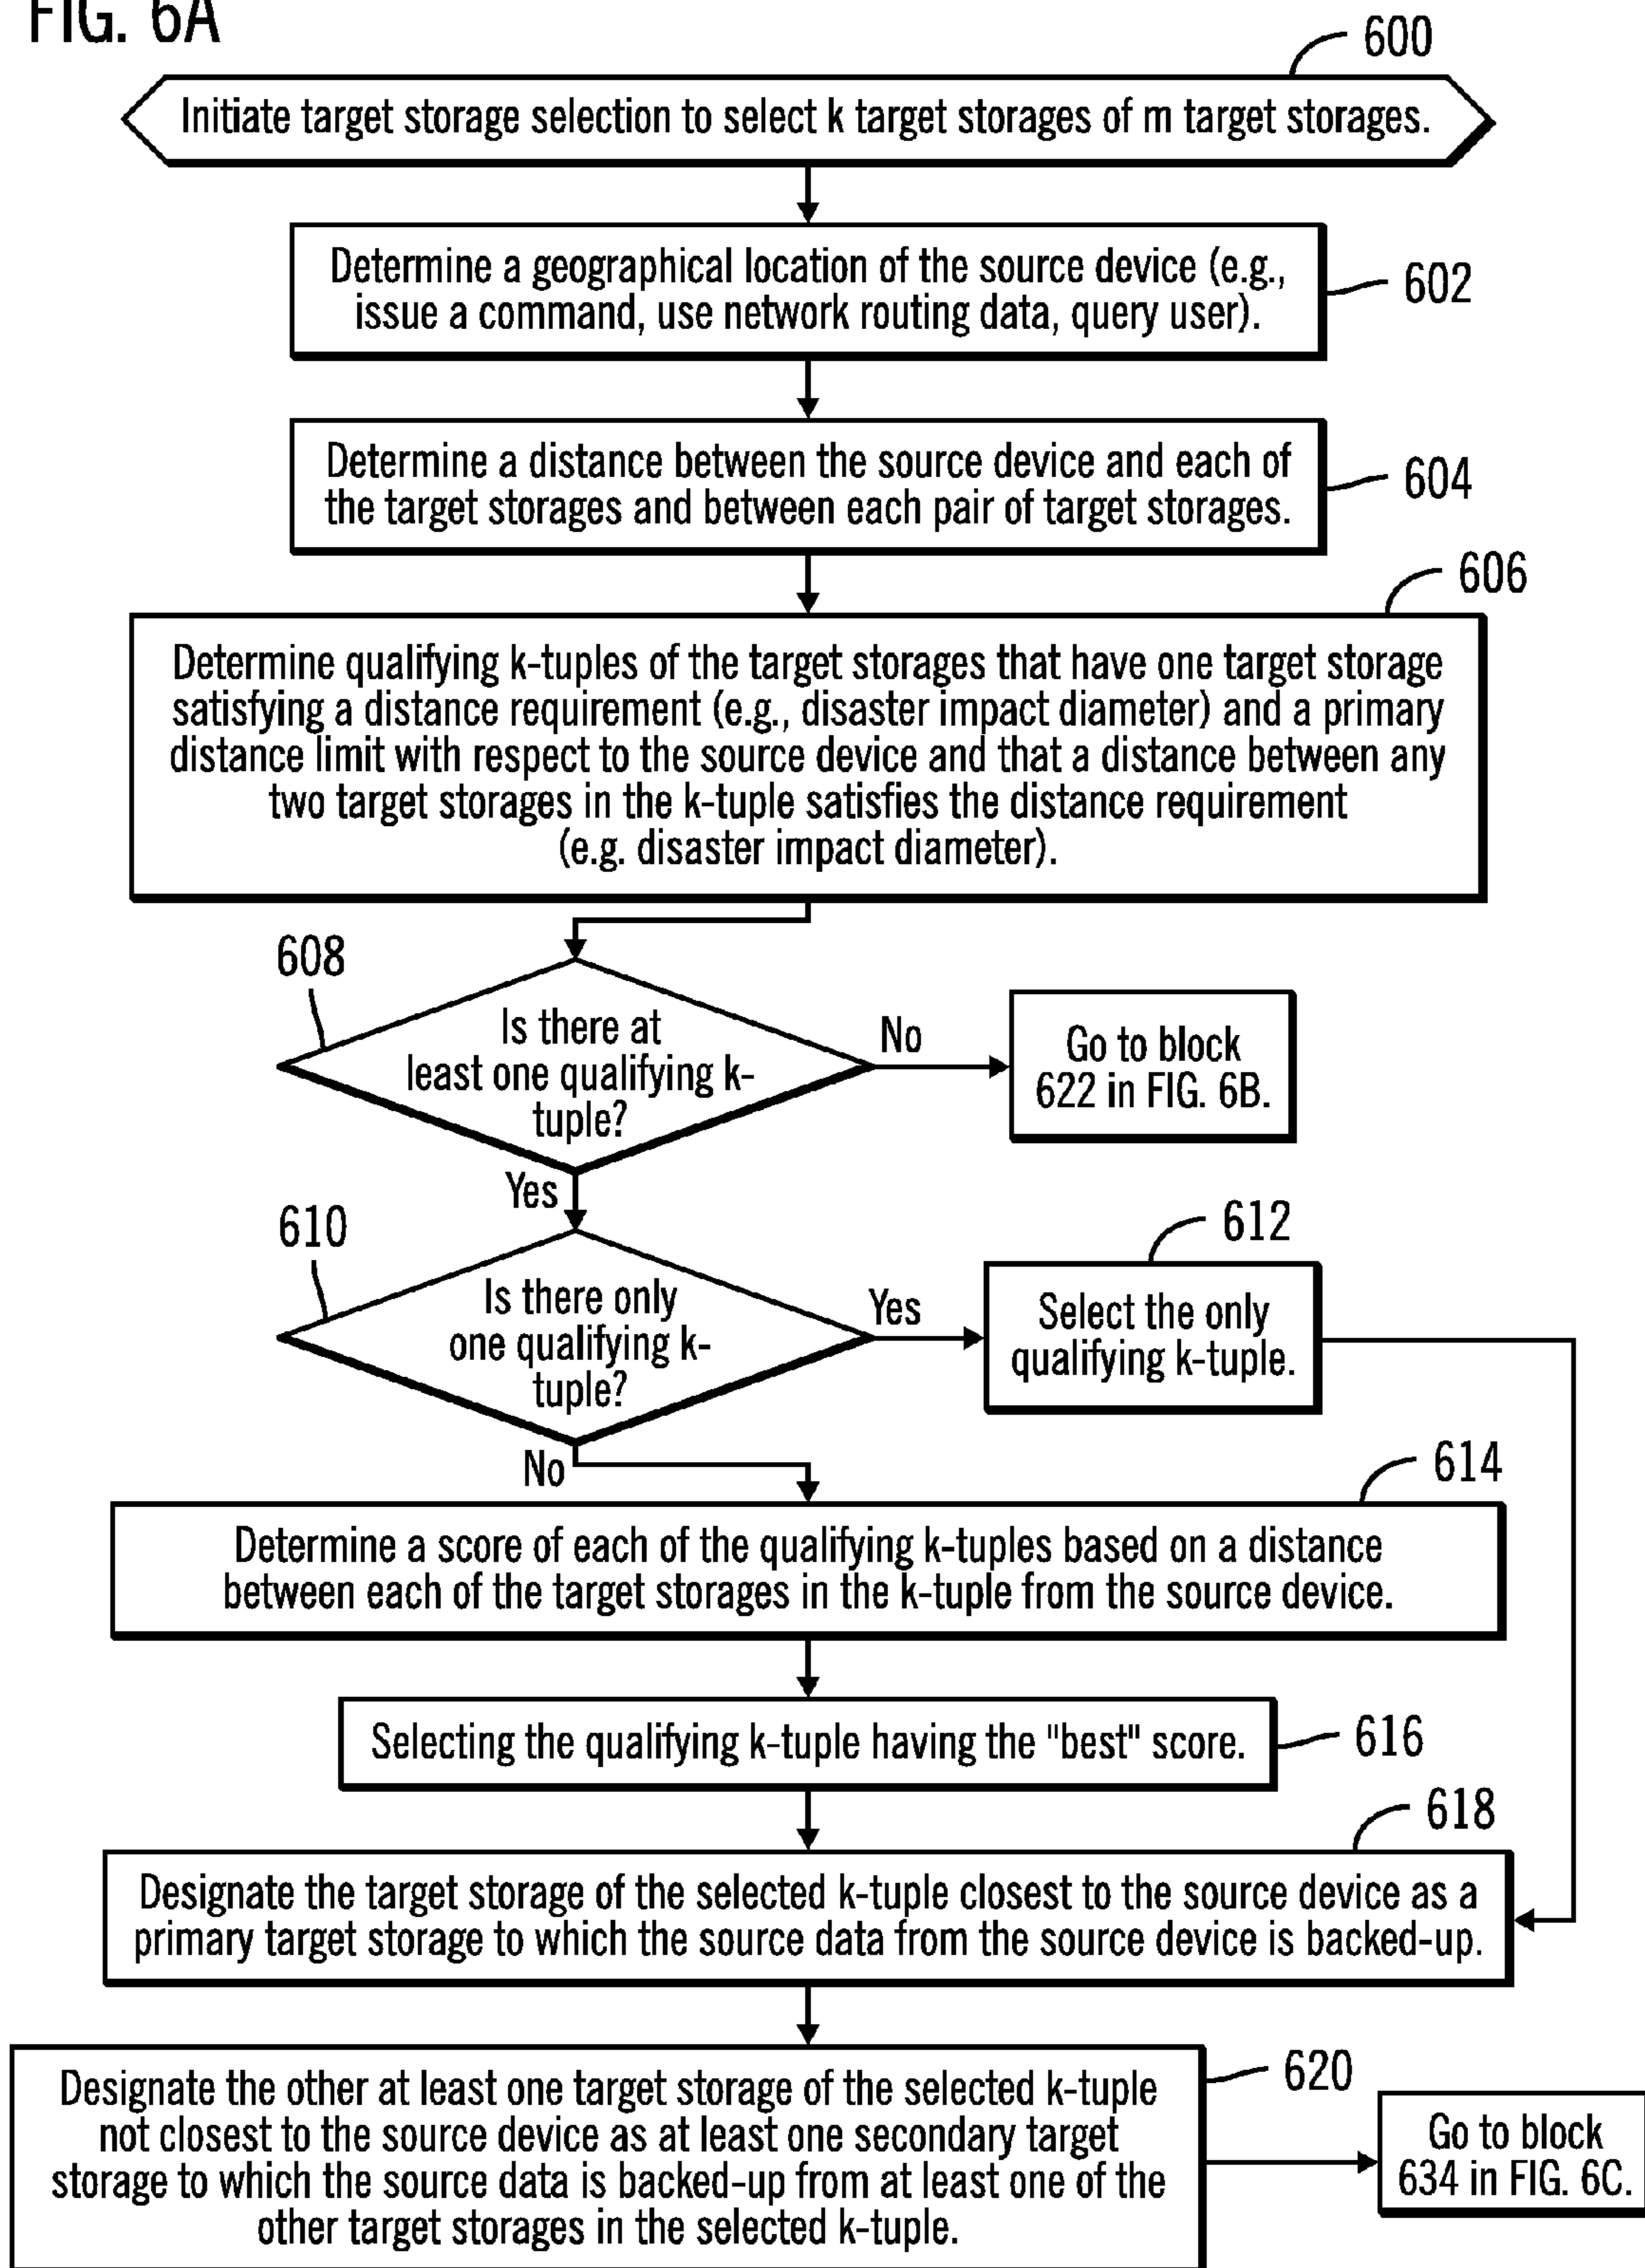 FIG. 6A
600
Initiate target storage selection to select k target storages of m target storages.
Determine a geographical location of the source device (e.g.,
issue a command, use network routing data, query user).
602
Determine a distance between the source device and each of
the target storages and between each pair of target storages.
604
606
Determine qualifying k-tuples of the target storages that have one target storage
satisfying a distance requirement (e.g., disaster impact diameter) and a primary
distance limit with respect to the source device and that a distance between any
two target storages in the k-tuple satisfies the distance requirement
(e.g. disaster impact diameter).
608
Is there at
least one qualifying k-
tuple?
No
Go to block
622 in FIG. 6B.
Yes
610
Is there only
one qualifying k-
tuple?
Yes
612
Select the only
qualifying k-tuple.
No
614
Determine a score of each of the qualifying k-tuples based on a distance
between each of the target storages in the k-tuple from the source device.
Selecting the qualifying k-tuple having the "best" score.
616
618
Designate the target storage of the selected k-tuple closest to the source device as a
primary target storage to which the source data from the source device is backed-up.
620
Designate the other at least one target storage of the selected k-tuple
not closest to the source device as at least one secondary target
storage to which the source data is backed-up from at least one of the
other target storages in the selected k-tuple.
Go to block
634 in FIG. 6C.